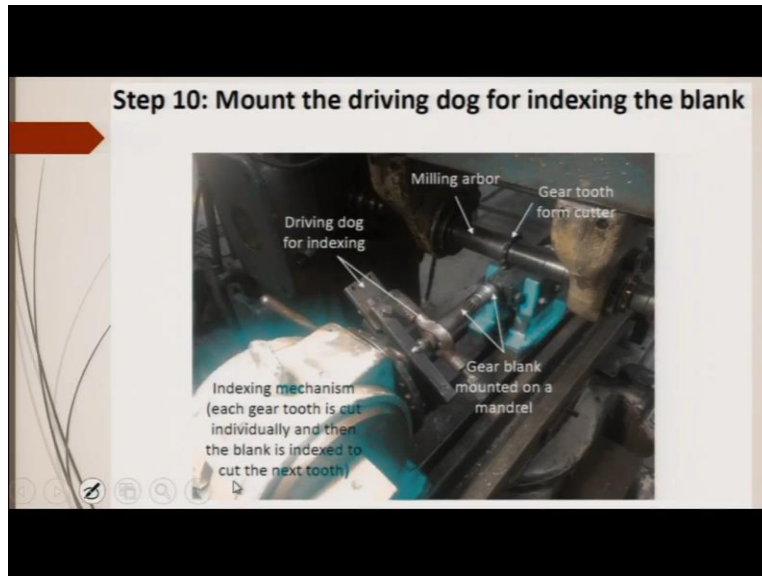 Step 10: Mount the driving dog for indexing the blank
Milling arbor
Gear tooth
form cutter
Driving dog
for indexing
Gear blank
mounted on a
mandrel
Indexing mechanism
(each gear tooth is cut
individually and then
the blank is indexed to
cut the next tooth)